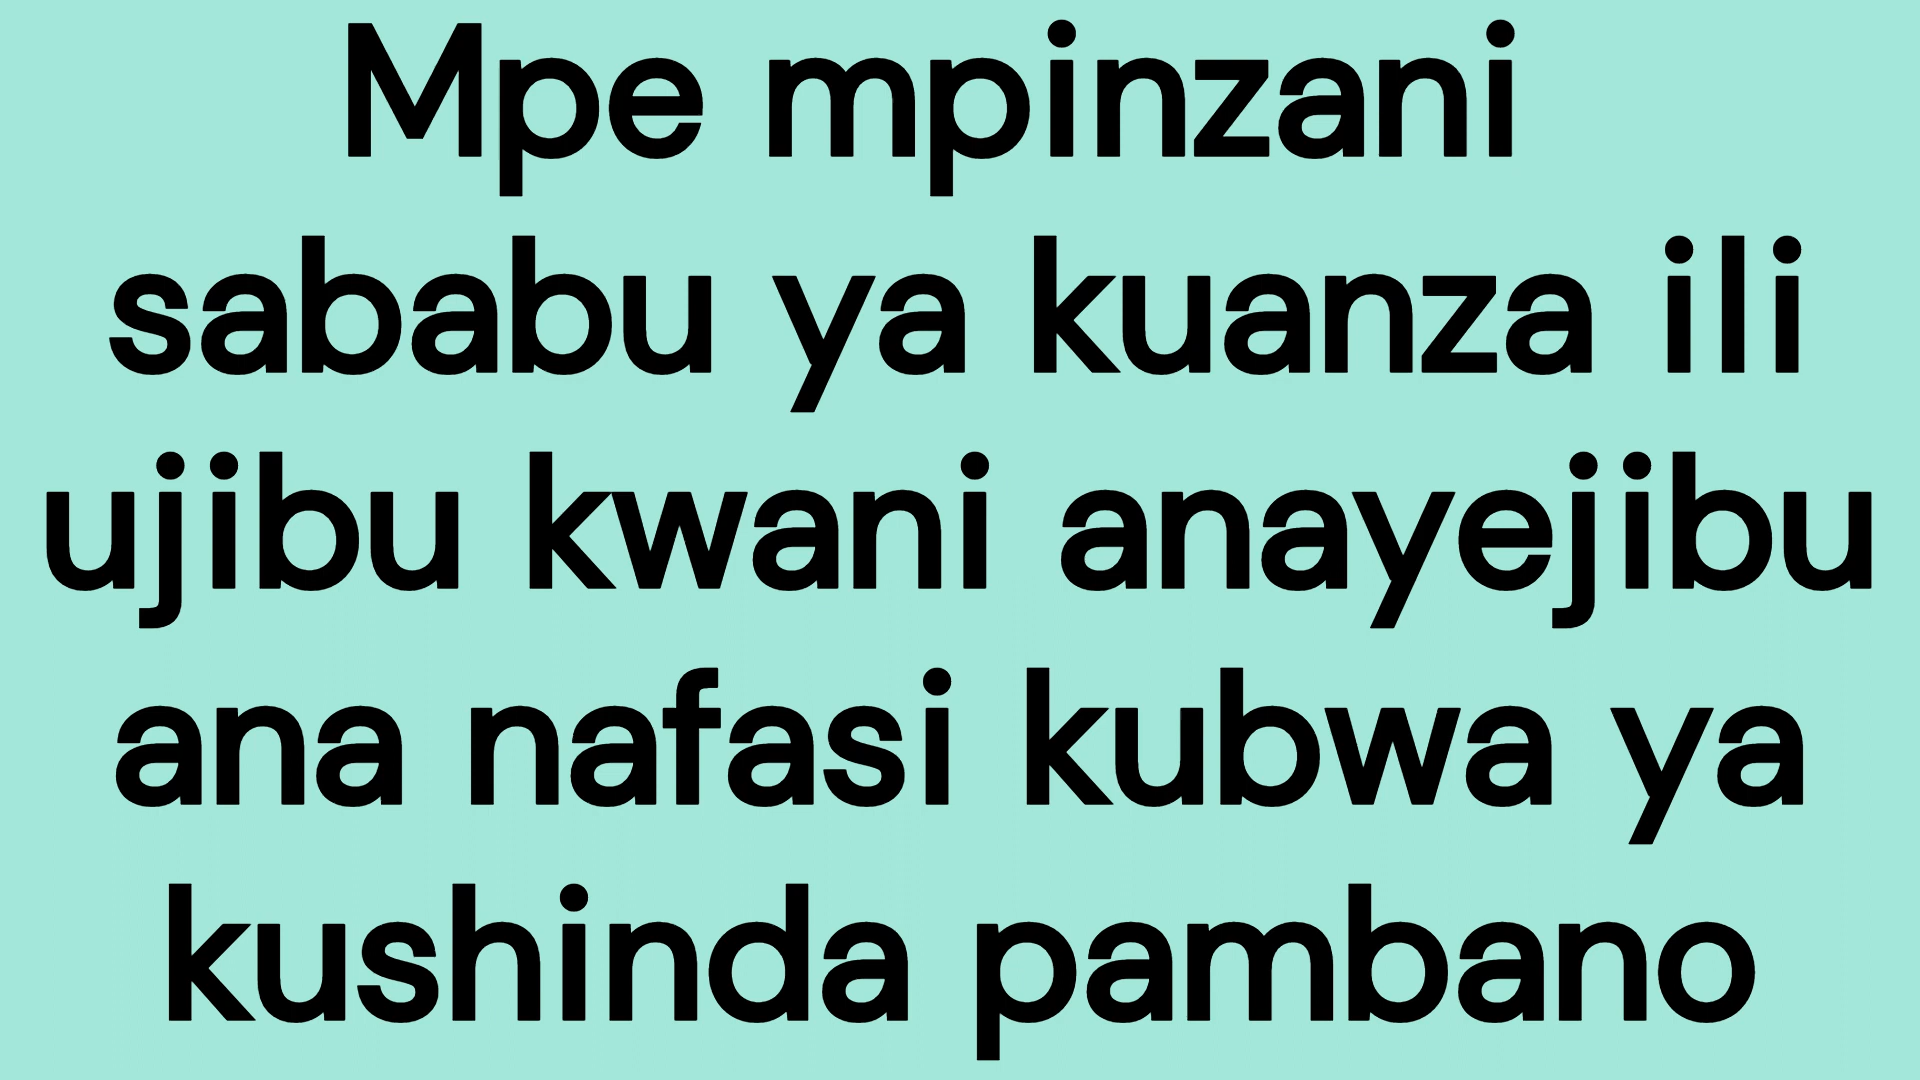 Mpe mpinzani
sababu ya kuanza ili
ujibu kwani anayejibu
ana nafasi kubwa ya
kushinda pambano